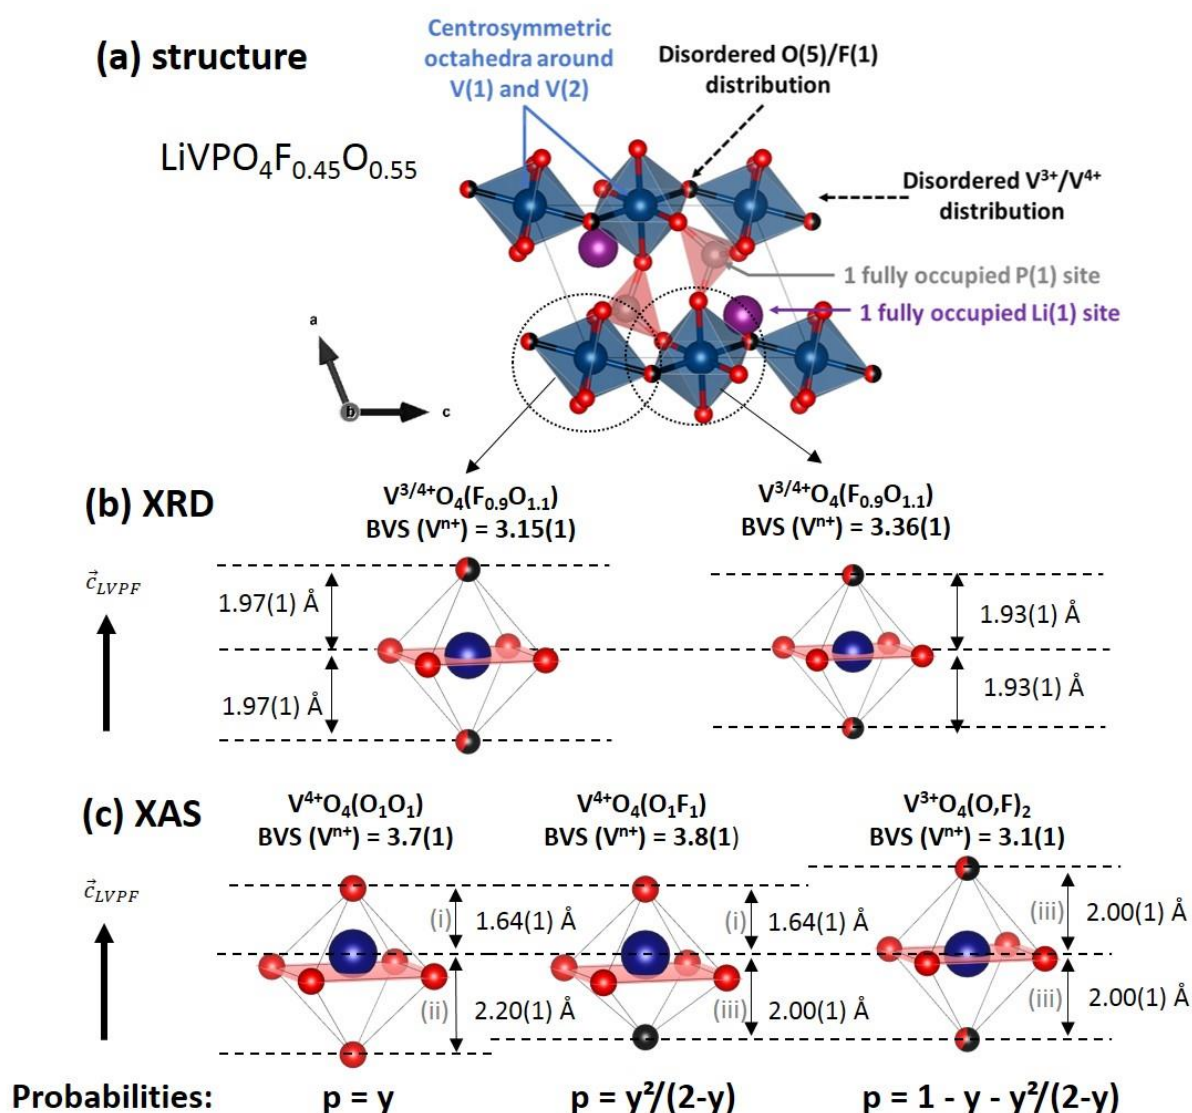 (a) structure
LiVPO₄F₀.₄₅O₀.₅₅
Centrosymmetric
octahedra around
V(1) and V(2)
Disordered O(5)/F(1)
distribution
Disordered V³⁺/V⁴⁺
distribution
1 fully occupied P(1) site
1 fully occupied Li(1) site
a
b
c
(b) XRD
V³/⁴⁺O₄(F₀.₉O₁.₁)
BVS (Vⁿ⁺) = 3.15(1)
V³/⁴⁺O₄(F₀.₉O₁.₁)
BVS (Vⁿ⁺) = 3.36(1)
c⃗ LVPF
1.97(1) Å
1.97(1) Å
1.93(1) Å
1.93(1) Å
(c) XAS
V⁴⁺O₄(O₁O₁)
BVS (Vⁿ⁺) = 3.7(1)
V⁴⁺O₄(O₁F₁)
BVS (Vⁿ⁺) = 3.8(1)
V³⁺O₄(O,F)₂
BVS (Vⁿ⁺) = 3.1(1)
c⃗ LVPF
(i) 1.64(1) Å
(ii) 2.20(1) Å
(i) 1.64(1) Å
(iii) 2.00(1) Å
(iii) 2.00(1) Å
(iii) 2.00(1) Å
Probabilities: p = y p = y²/(2-y) p = 1 - y - y²/(2-y)